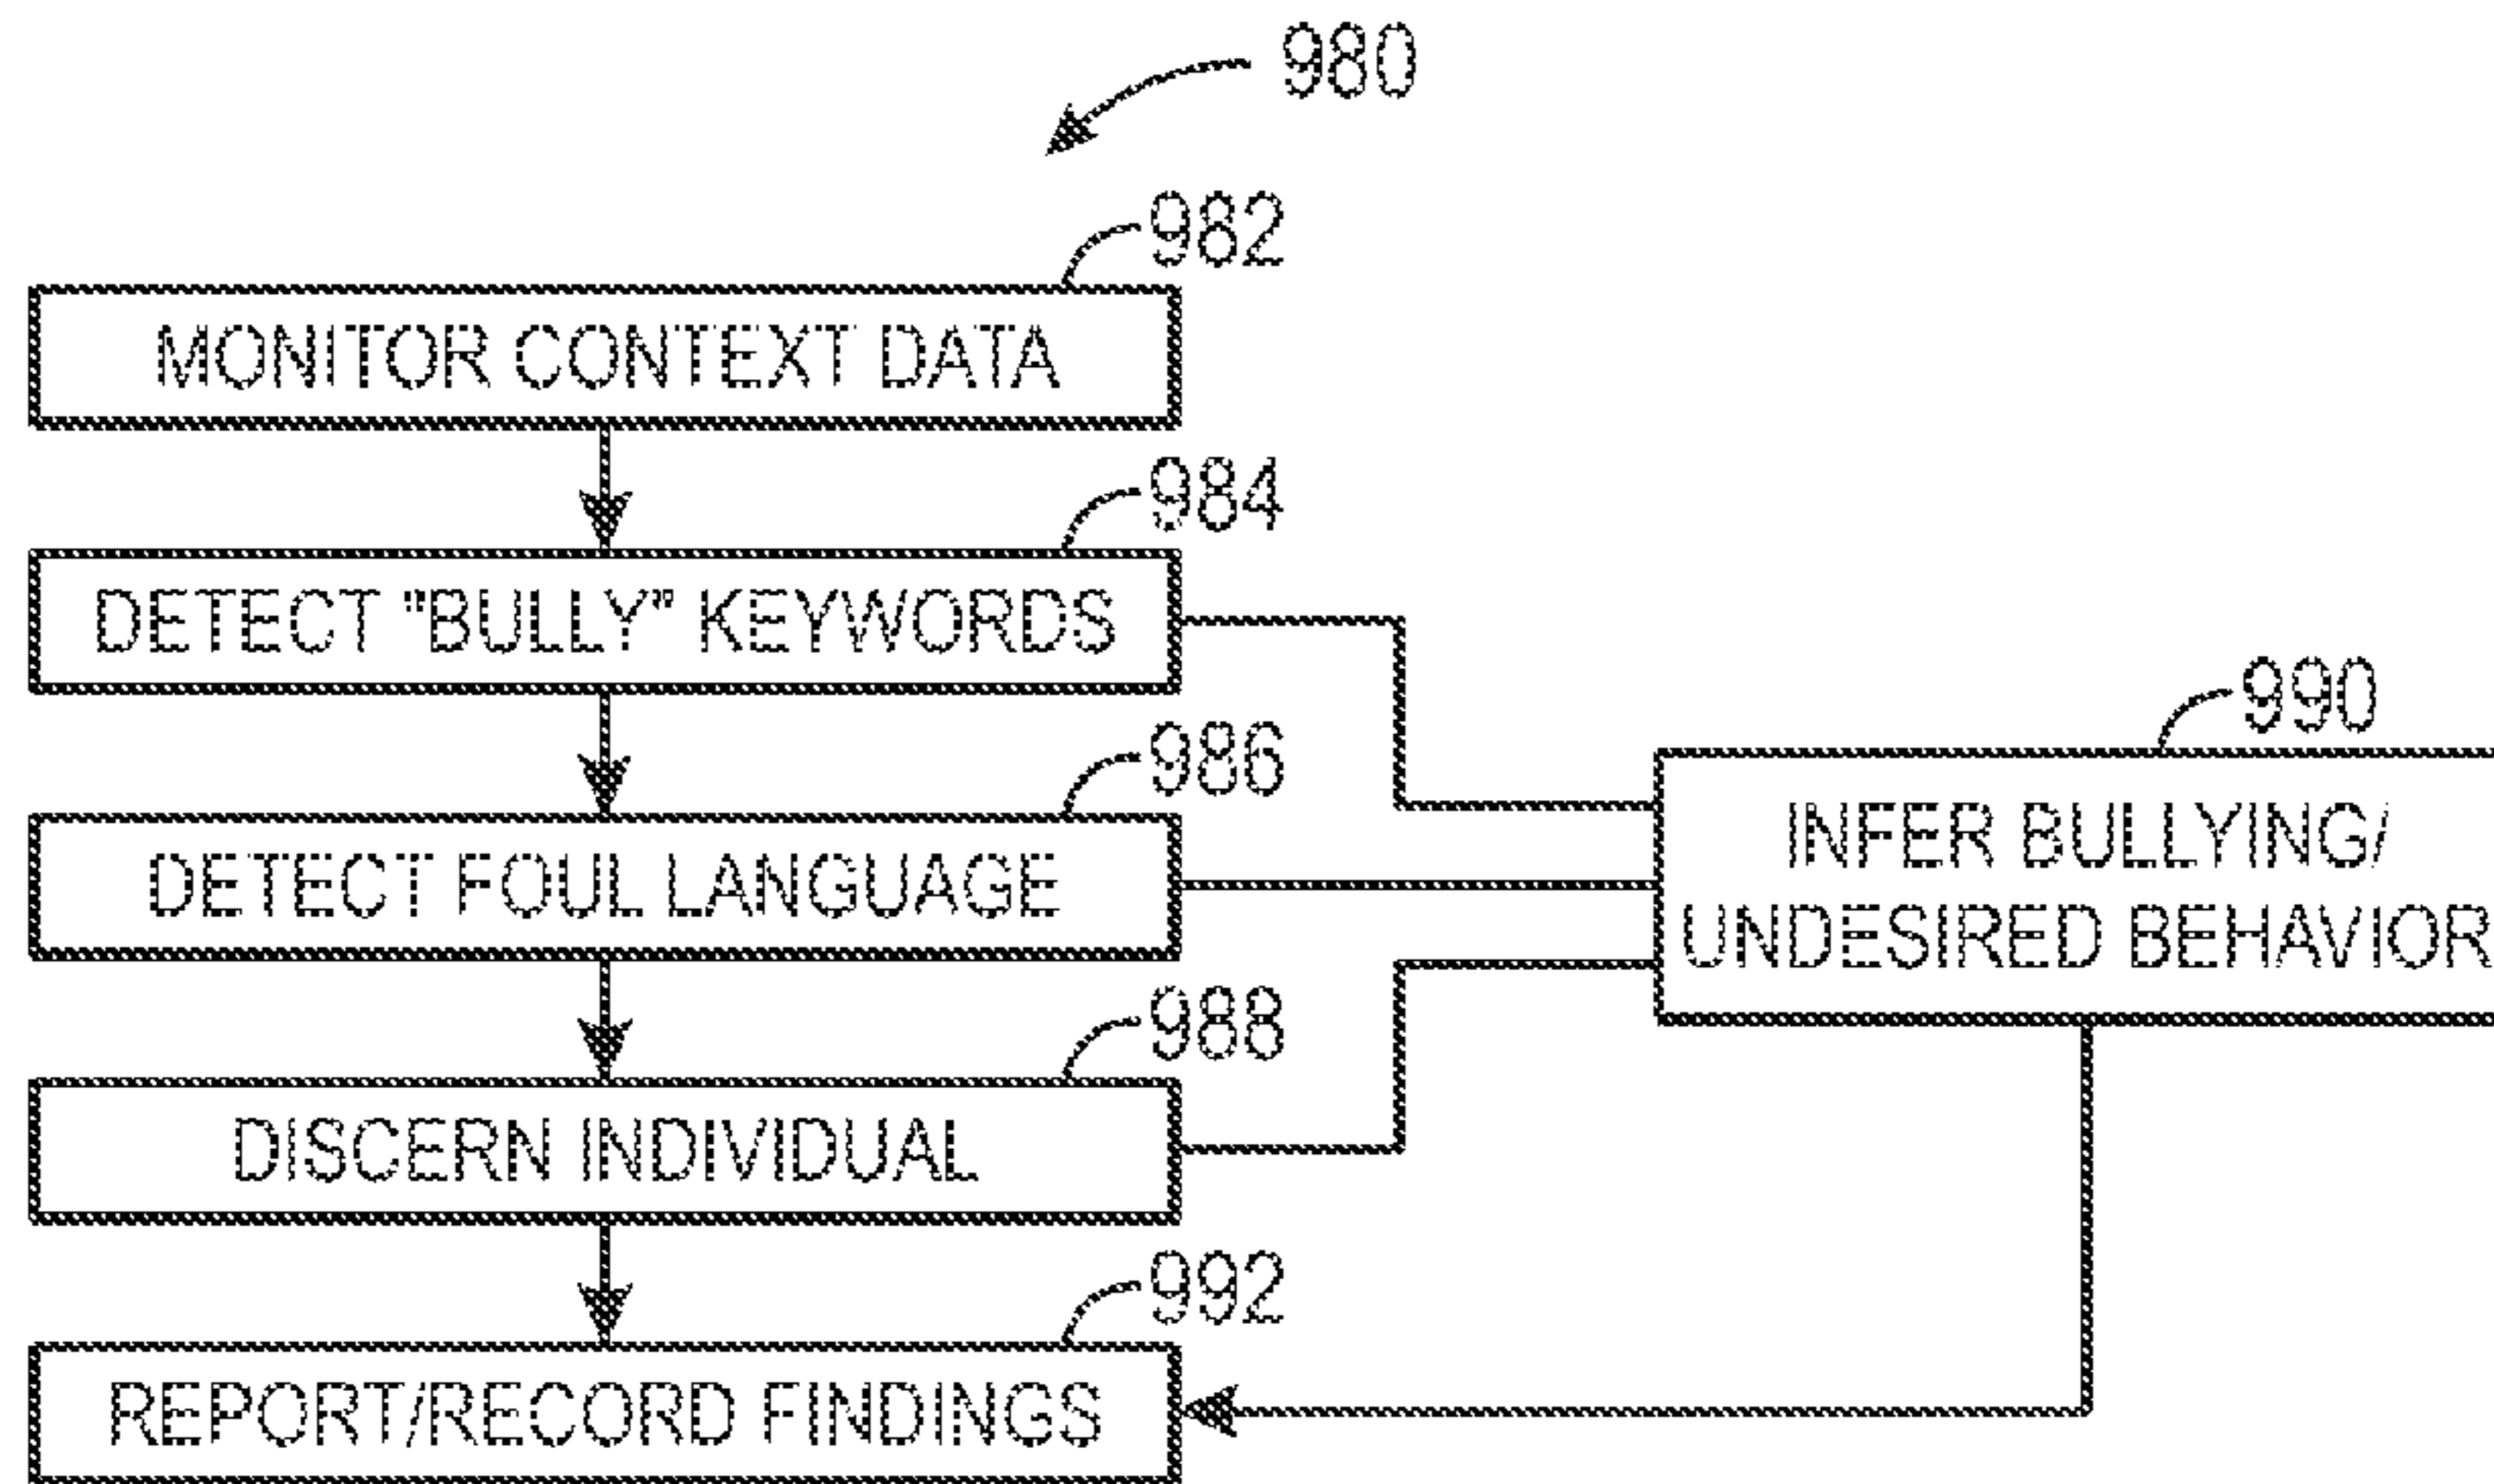 980
982
MONITOR CONTEXT DATA
984
DETECT "BULLY" KEYWORDS
986
DETECT FOUL LANGUAGE
988
DISCERN INDIVIDUAL
990
INFER BULLYING/
UNDESIRED BEHAVIOR
992
REPORT/RECORD FINDINGS